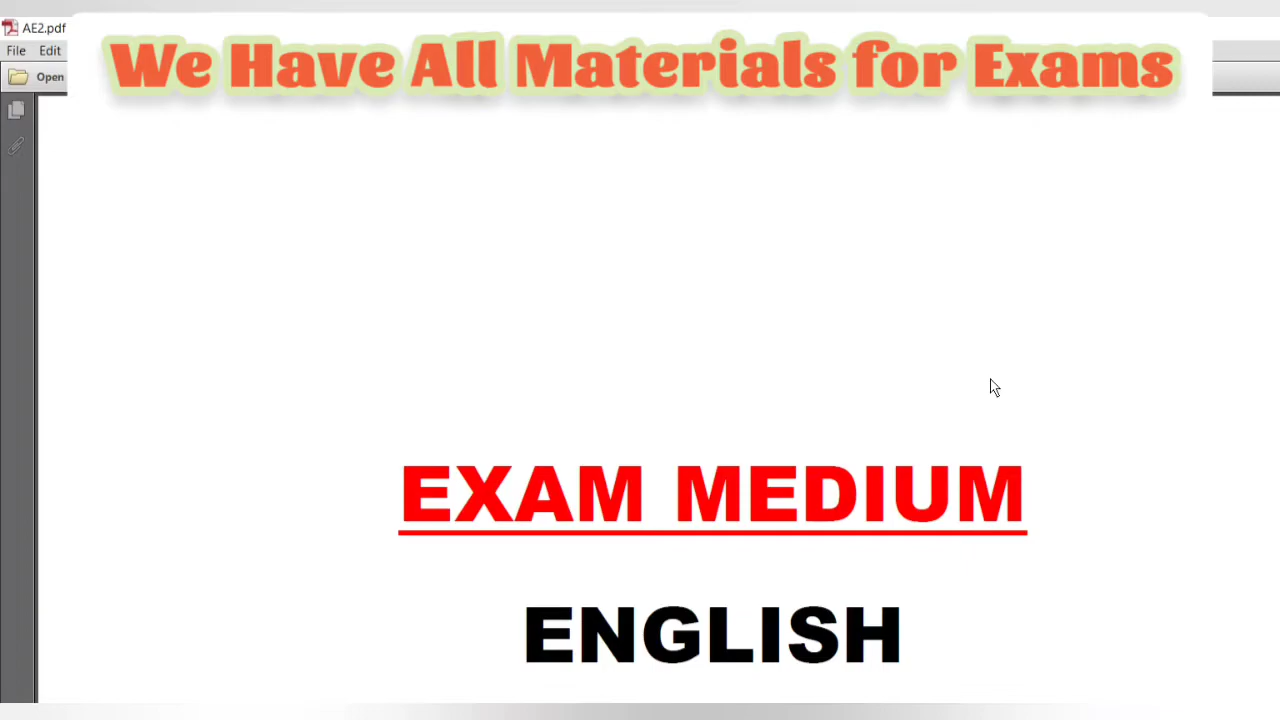 AE2.pdf
We Have All Materials for Exams
File Edit
Open
EXAM MEDIUM
ENGLISH